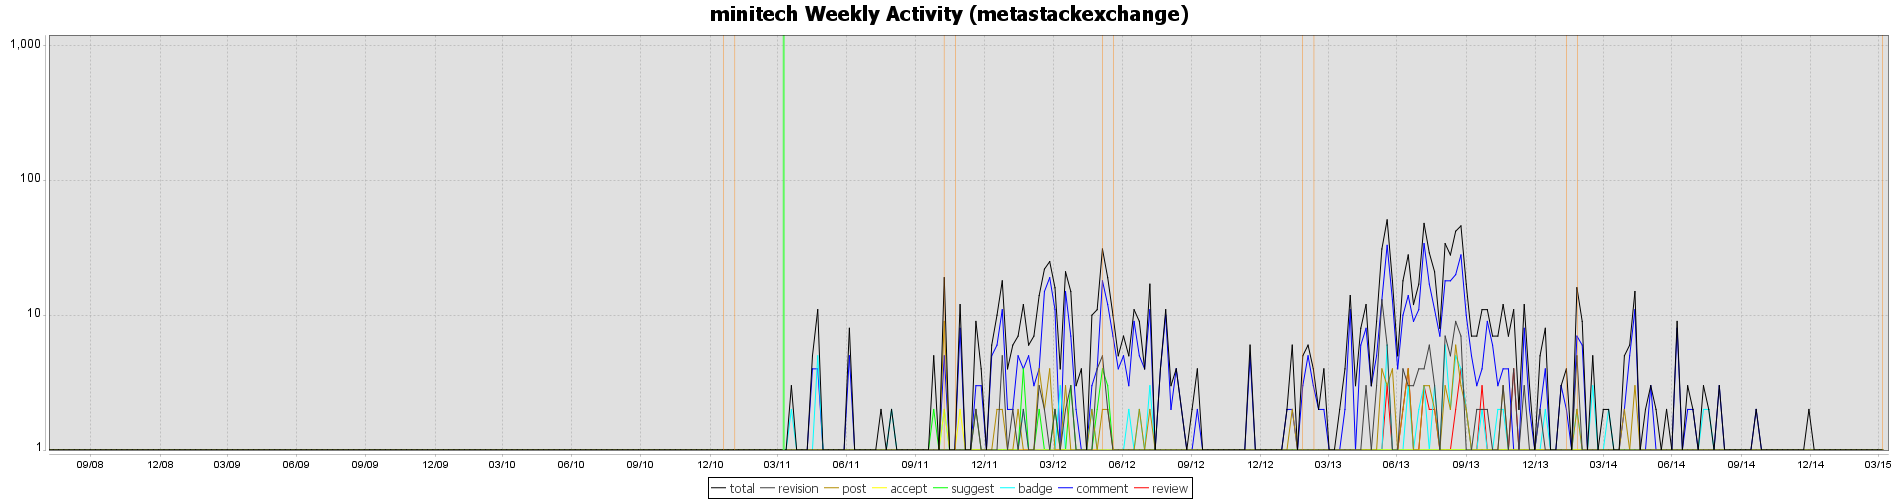 minitech Weekly Activity (metastackexchange)
1,000
100
10
1
09/08 12/08 03/09 06/09 09/09 12/09 03/10 06/10 09/10 12/10 03/11 06/11 09/11 12/11 03/12 06/12 09/12 12/12 03/13 06/13 09/13 12/13 03/14 06/14 09/14 12/14 03/15
total revision post accept suggest badge comment review